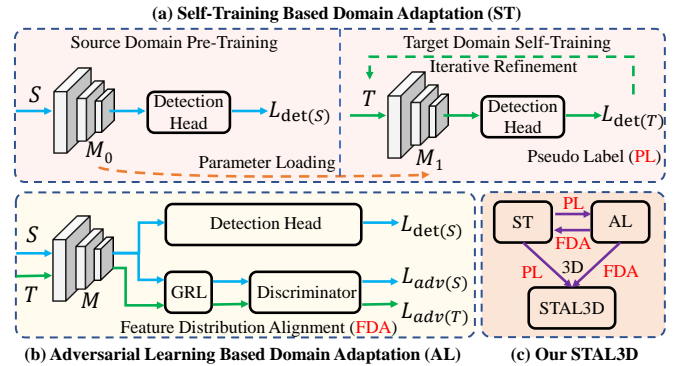 (a) Self-Training Based Domain Adaptation (ST)
Source Domain Pre-Training
Target Domain Self-Training
Iterative Refinement
S
Detection
Head
L_det(S)
M_0
T
Detection
Head
L_det(T)
M_1
Parameter Loading
Pseudo Label (PL)
S
T
M
Detection Head
L_det(S)
GRL
Discriminator
L_adv(S)
L_adv(T)
Feature Distribution Alignment (FDA)
ST
PL
AL
FDA
PL
3D
FDA
STAL3D
(b) Adversarial Learning Based Domain Adaptation (AL)
(c) Our STAL3D